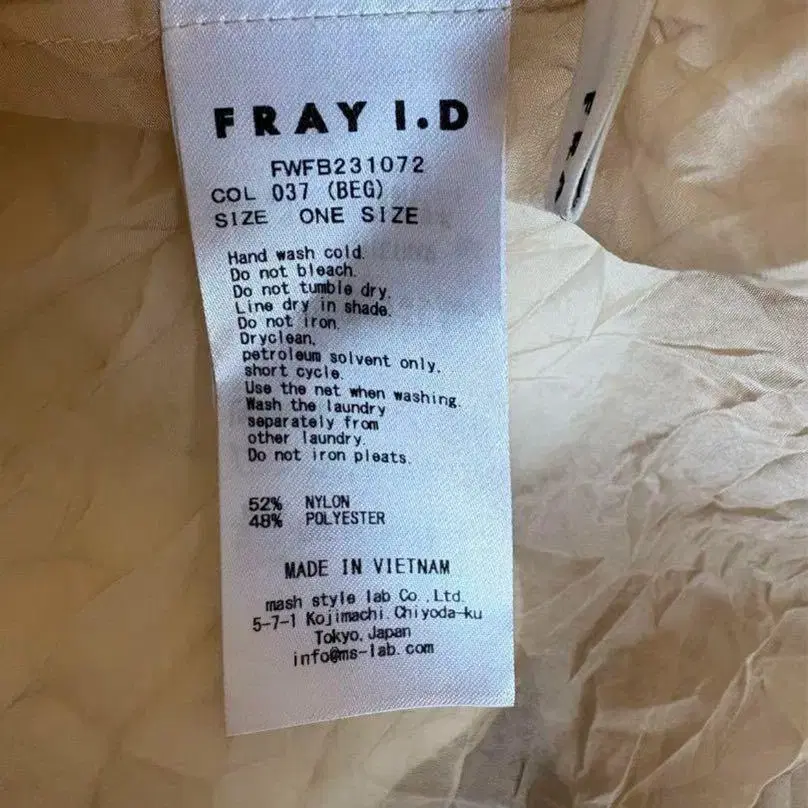 FRAY I.D
FWFB231072
COL 037 (BEG)
SIZE ONE SIZE
Hand wash cold.
Do not bleach.
Do not tumble dry.
Line dry in shade.
Do not iron.
Dryclean,
petroleum solvent only,
short cycle.
Use the net when washing.
Wash the laundry
separately from
other laundry.
Do not iron pleats.
52% NYLON
48% POLYESTER
MADE IN VIETNAM
mash style lab Co.,Ltd.
5-7-1 Kojimachi Chiyoda-ku
Tokyo,Japan
info@ms-lab.com